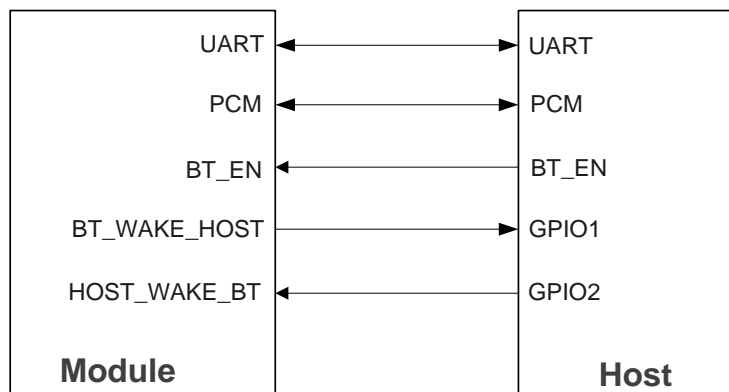 UART UART
PCM PCM
BT_EN BT_EN
BT_WAKE_HOST GPIO1
HOST_WAKE_BT GPIO2
Module Host